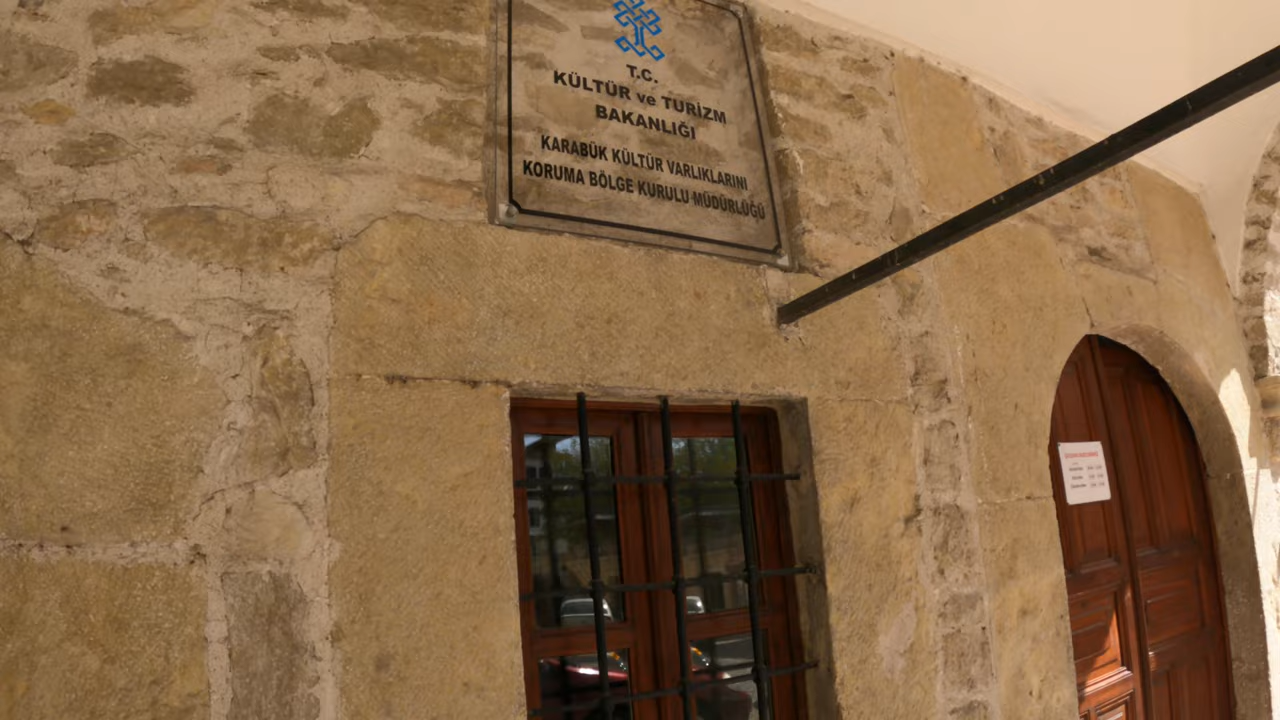 T.C.
KÜLTÜR ve TURİZM
BAKANLIĞI
KARABÜK KÜLTÜR VARLIKLARINI
KORUMA BÖLGE KURULU MÜDÜRLÜĞÜ